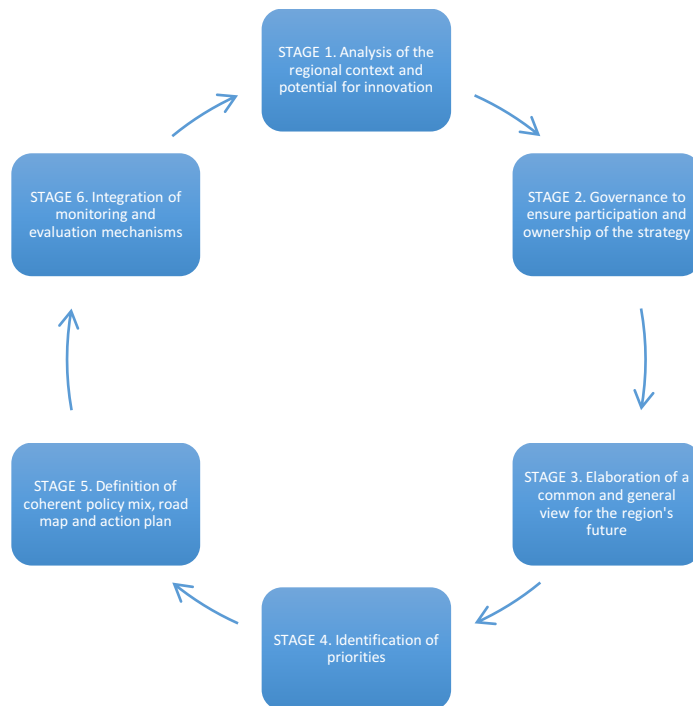 STAGE 1. Analysis of the
regional context and
potential for innovation
STAGE 2. Governance to
ensure participation and
ownership of the strategy
STAGE 3. Elaboration of a
common and general
view for the region's
future
STAGE 4. Identification of
priorities
STAGE 5. Definition of
coherent policy mix, road
map and action plan
STAGE 6. Integration of
monitoring and
evaluation mechanisms